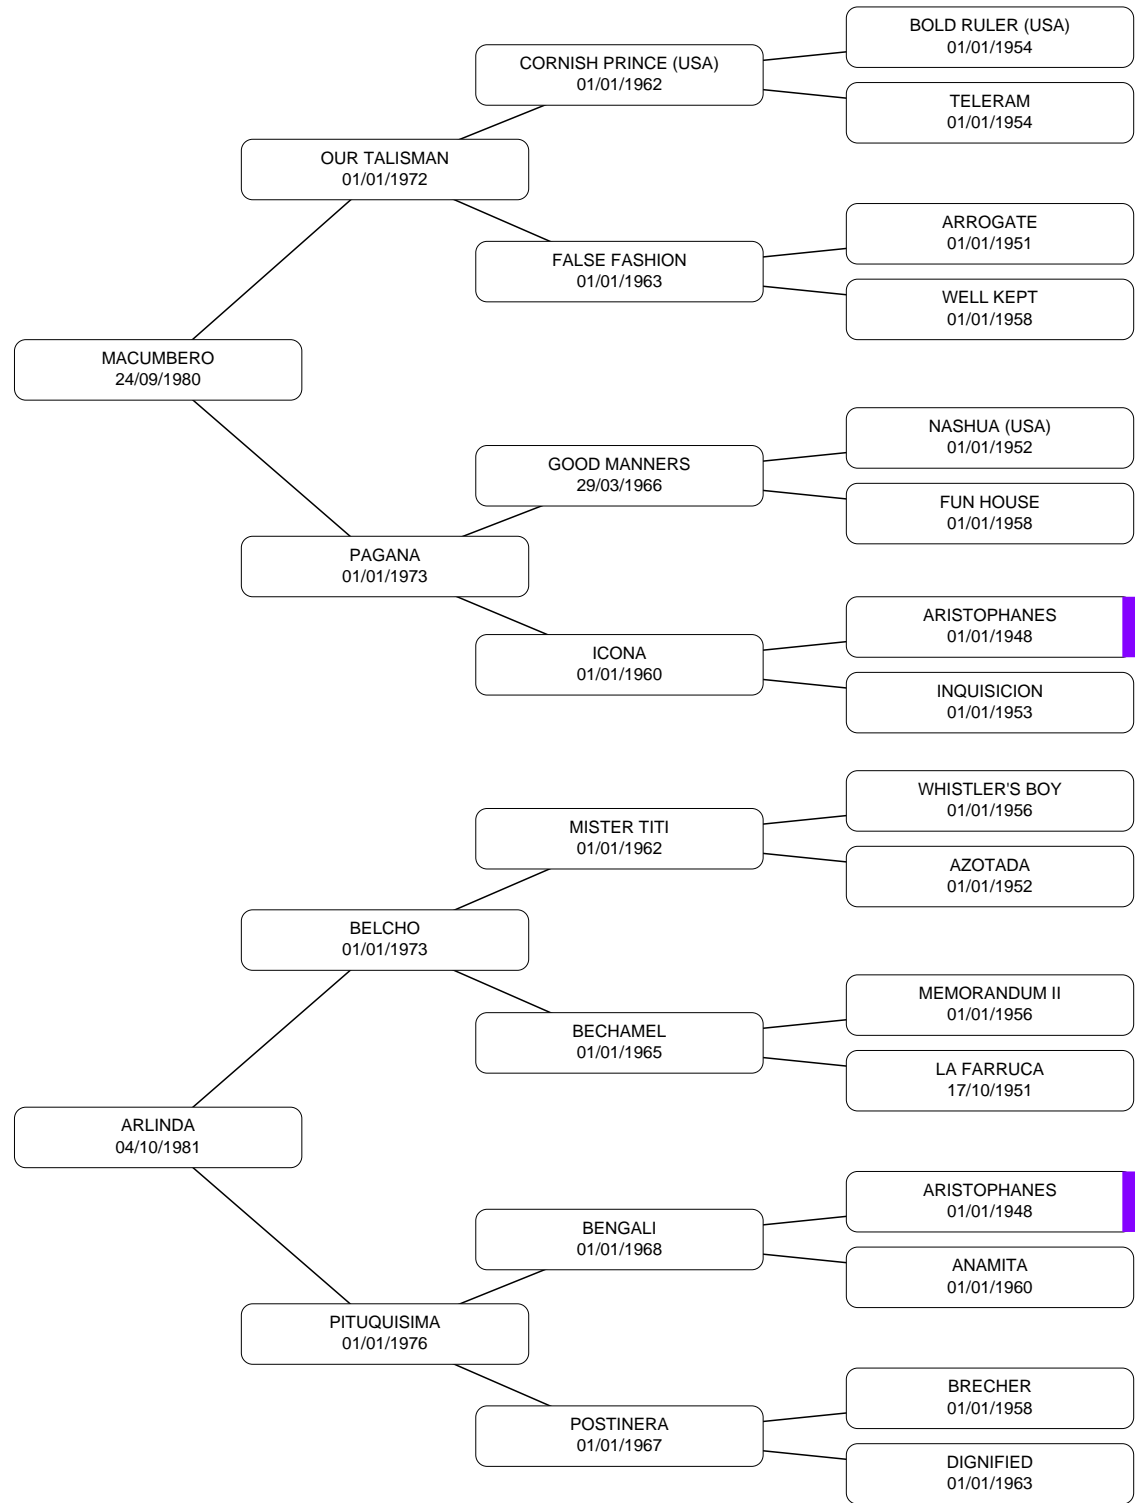 BOLD RULER (USA)
01/01/1954
CORNISH PRINCE (USA)
01/01/1962
TELERAM
01/01/1954
OUR TALISMAN
01/01/1972
ARROGATE
01/01/1951
FALSE FASHION
01/01/1963
WELL KEPT
01/01/1958
MACUMBERO
24/09/1980
NASHUA (USA)
01/01/1952
GOOD MANNERS
29/03/1966
FUN HOUSE
01/01/1958
PAGANA
01/01/1973
ARISTOPHANES
01/01/1948
ICONA
01/01/1960
INQUISICION
01/01/1953
WHISTLER'S BOY
01/01/1956
MISTER TITI
01/01/1962
AZOTADA
01/01/1952
BELCHO
01/01/1973
MEMORANDUM II
01/01/1956
BECHAMEL
01/01/1965
LA FARRUCA
17/10/1951
ARLINDA
04/10/1981
ARISTOPHANES
01/01/1948
BENGALI
01/01/1968
ANAMITA
01/01/1960
PITUQUISIMA
01/01/1976
BRECHER
01/01/1958
POSTINERA
01/01/1967
DIGNIFIED
01/01/1963